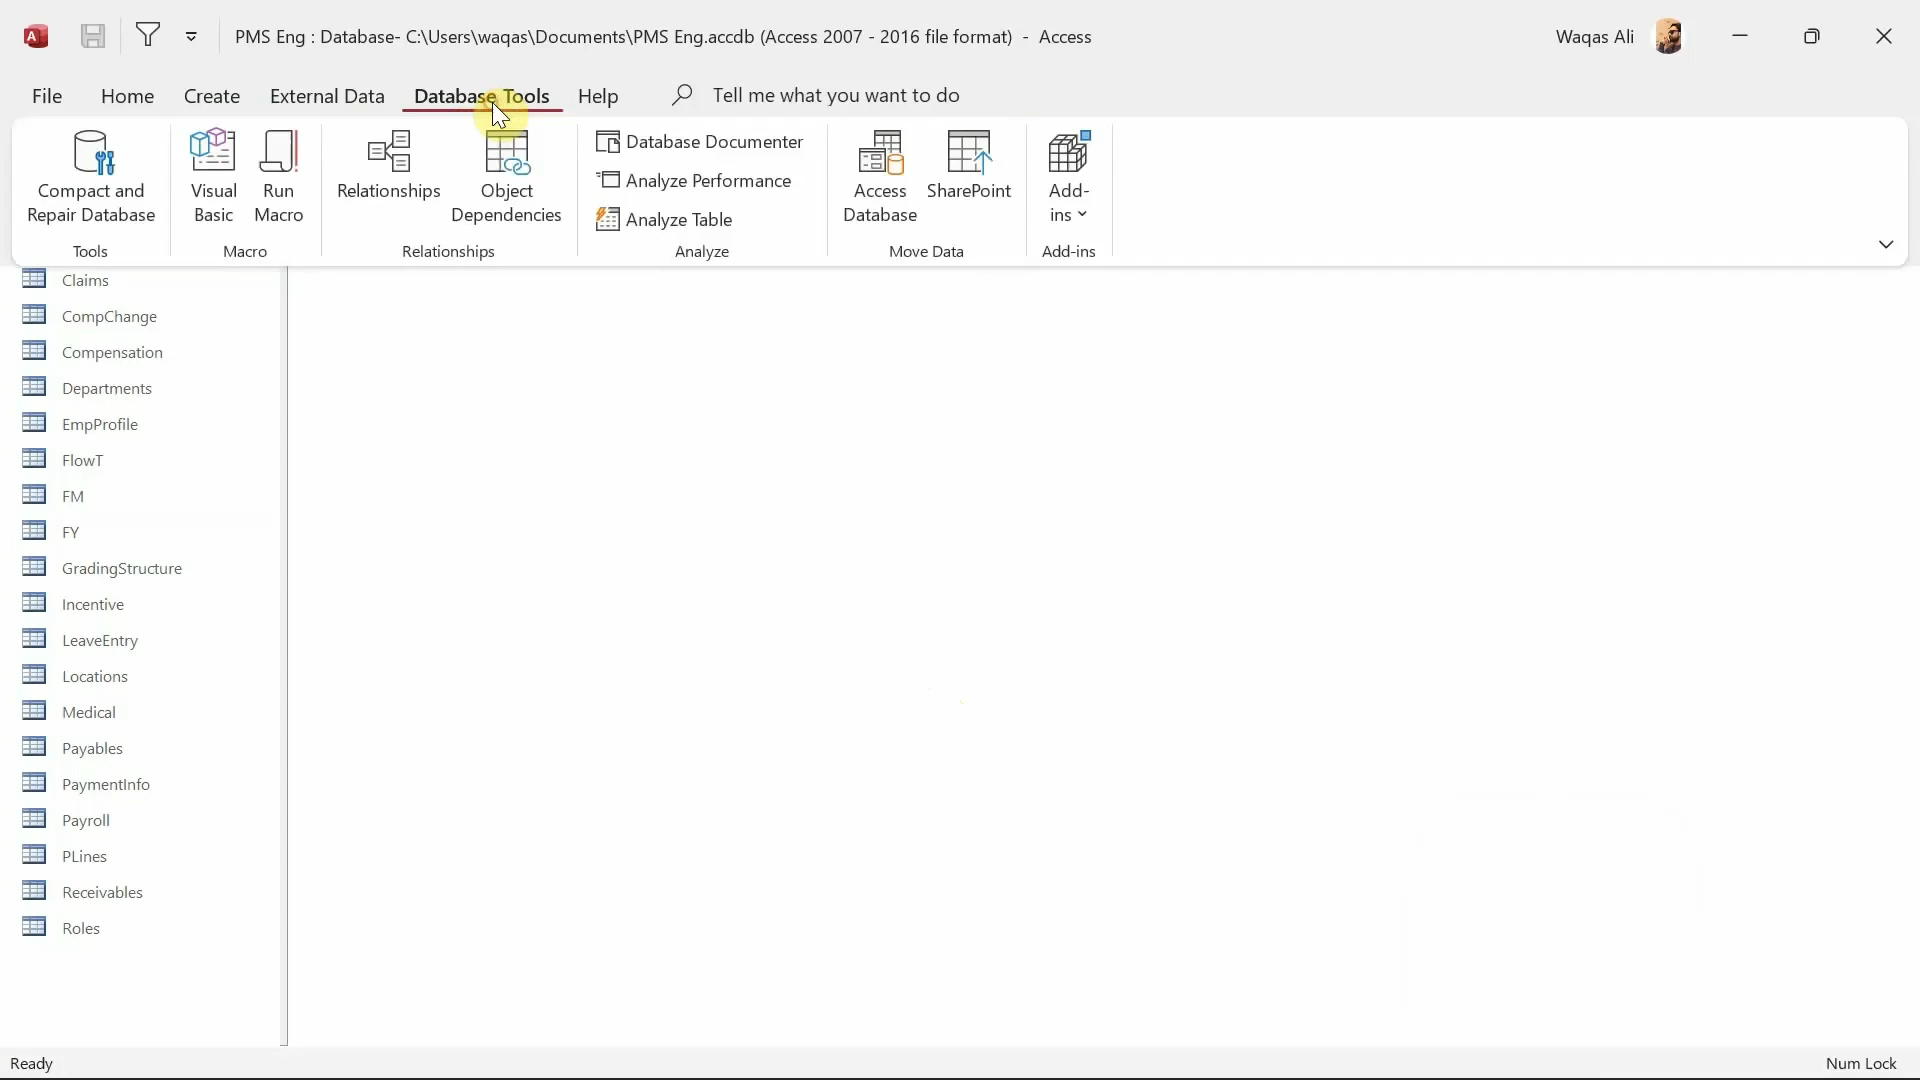 PMS Eng : Database- C:\Users\waqas\Documents\PMS Eng.accdb (Access 2007 - 2016 file format) - Access
Waqas Ali
File Home Create External Data Database Tools Help Tell me what you want to do
Compact and
Repair Database
Tools
Visual
Basic
Run
Macro
Macro
Relationships
Object
Dependencies
Relationships
Database Documenter
Analyze Performance
Analyze Table
Analyze
Access
Database
SharePoint
Move Data
Add-
ins
Add-ins
Claims
CompChange
Compensation
Departments
EmpProfile
FlowT
FM
FY
GradingStructure
Incentive
LeaveEntry
Locations
Medical
Payables
PaymentInfo
Payroll
PLines
Receivables
Roles
Ready
Num Lock